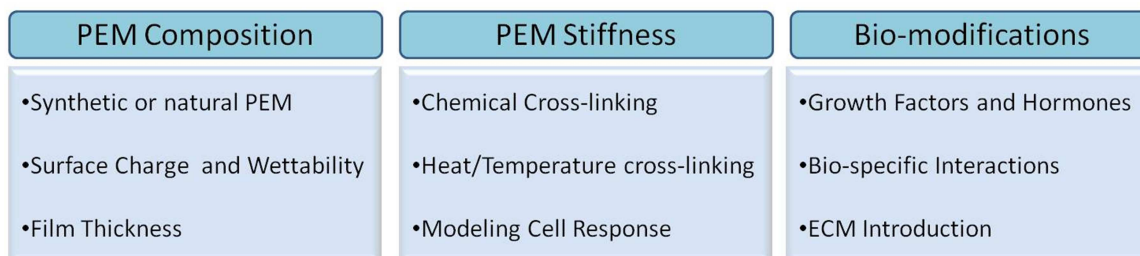 PEM Composition
•Synthetic or natural PEM
•Surface Charge and Wettability
•Film Thickness
PEM Stiffness
•Chemical Cross-linking
•Heat/Temperature cross-linking
•Modeling Cell Response
Bio-modifications
•Growth Factors and Hormones
•Bio-specific Interactions
•ECM Introduction